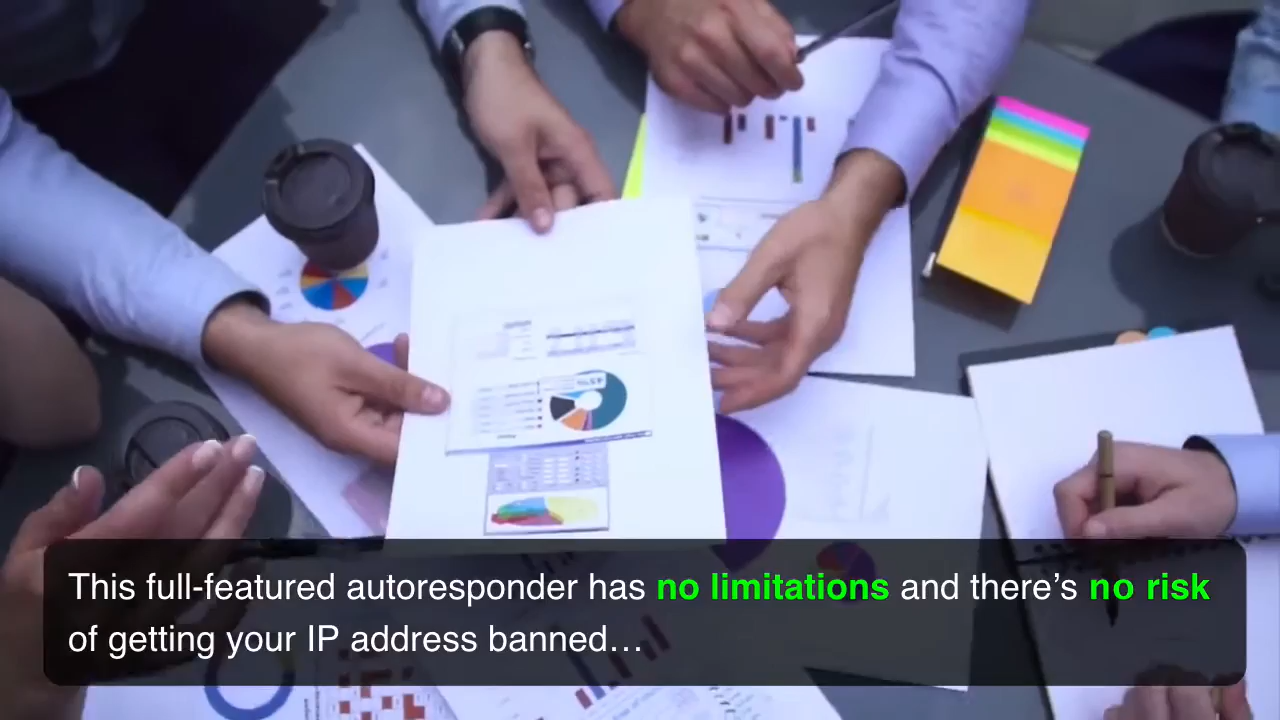 This full-featured autoresponder has no limitations and there’s no risk
of getting your IP address banned…